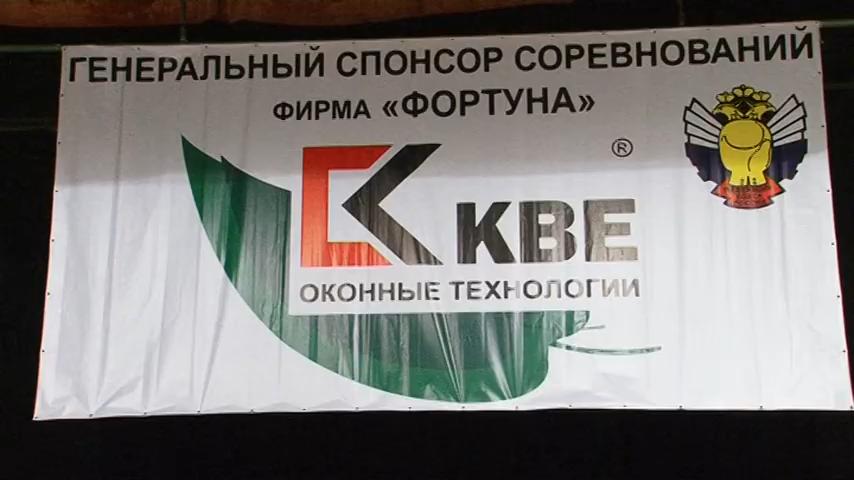 ГЕНЕРАЛЬНЫЙ СПОНСОР СОРЕВНОВАНИЙ
ФИРМА «ФОРТУНА»
®
KBE
ОКОННЫЕ ТЕХНОЛОГИИ